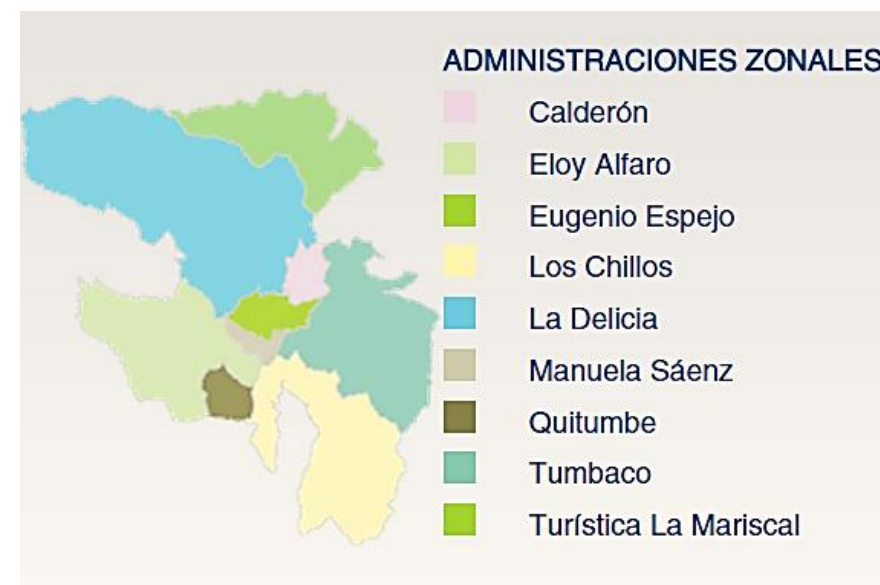 ADMINISTRACIONES ZONALES
Calderón
Eloy Alfaro
Eugenio Espejo
Los Chillos
La Delicia
Manuela Sáenz
Quitumbe
Tumbaco
Turística La Mariscal